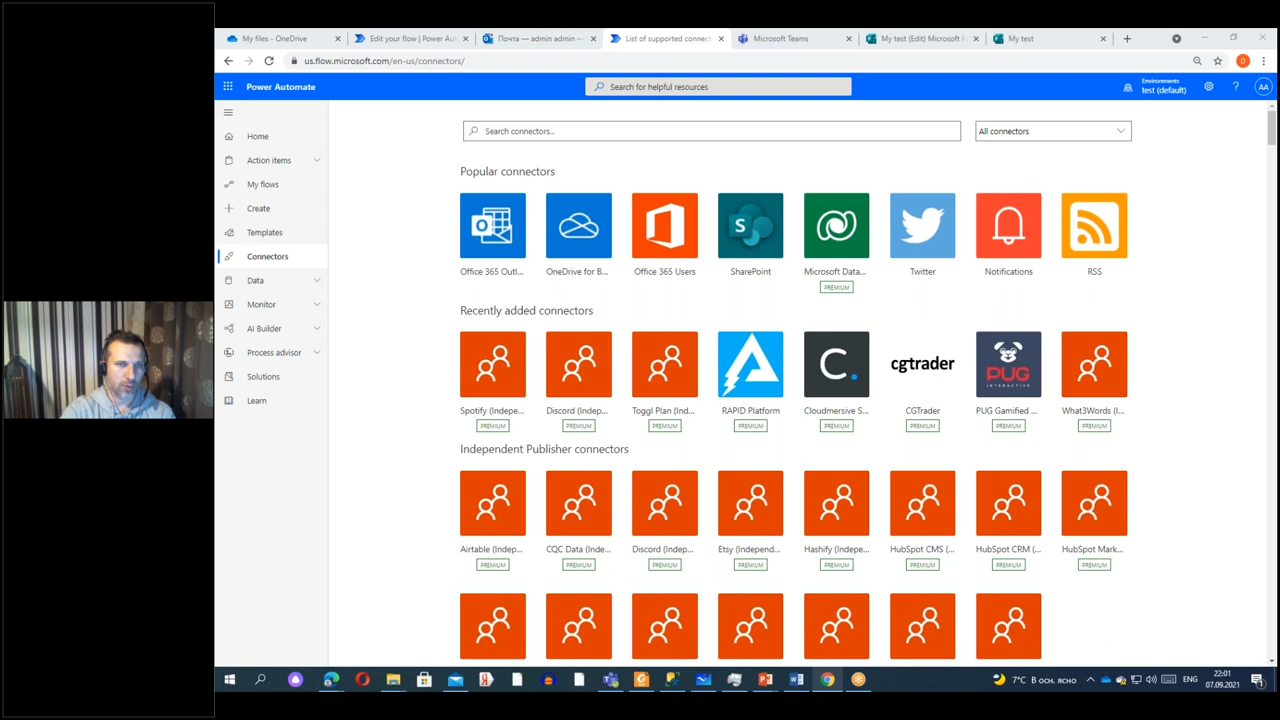 My files - OneDrive
Edit your flow | Power Auto
Почта — admin admin —
List of supported connect
Microsoft Teams
My test (Edit) Microsoft F
My test
us.flow.microsoft.com/en-us/connectors/
D
Power Automate
Search for helpful resources
Environments
test (default)
AA
Home
Action items
My flows
Create
Templates
Connectors
Data
Monitor
AI Builder
Process advisor
Solutions
Learn
Search connectors...
All connectors
Popular connectors
Office 365 Outl...
OneDrive for B...
Office 365 Users
SharePoint
Microsoft Data...
Twitter
Notifications
RSS
PREMIUM
Recently added connectors
C.
cgtrader
PUG
INTERACTIVE
Spotify (Indepe...
Discord (Indep...
Toggl Plan (Ind...
RAPID Platform
Cloudmersive S...
CGTrader
PUG Gamified ...
What3Words (I...
PREMIUM PREMIUM PREMIUM PREMIUM PREMIUM PREMIUM PREMIUM PREMIUM
Independent Publisher connectors
Airtable (Indep...
CQC Data (Inde...
Discord (Indep...
Etsy (Independ...
Hashify (Indepe...
HubSpot CMS (...
HubSpot CRM (...
HubSpot Mark...
PREMIUM PREMIUM PREMIUM PREMIUM PREMIUM PREMIUM PREMIUM PREMIUM
7°C В осн. ясно
ENG
22:01
07.09.2021